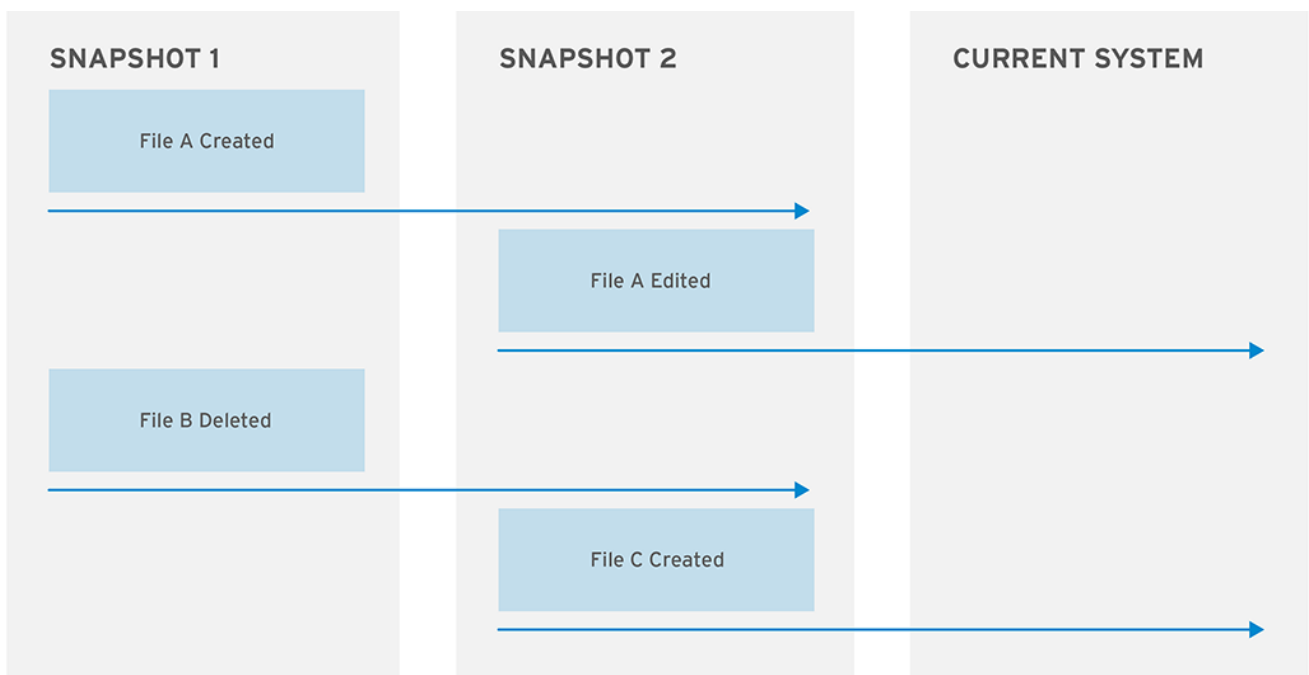 SNAPSHOT 1
SNAPSHOT 2
CURRENT SYSTEM
File A Created
File A Edited
File B Deleted
File C Created